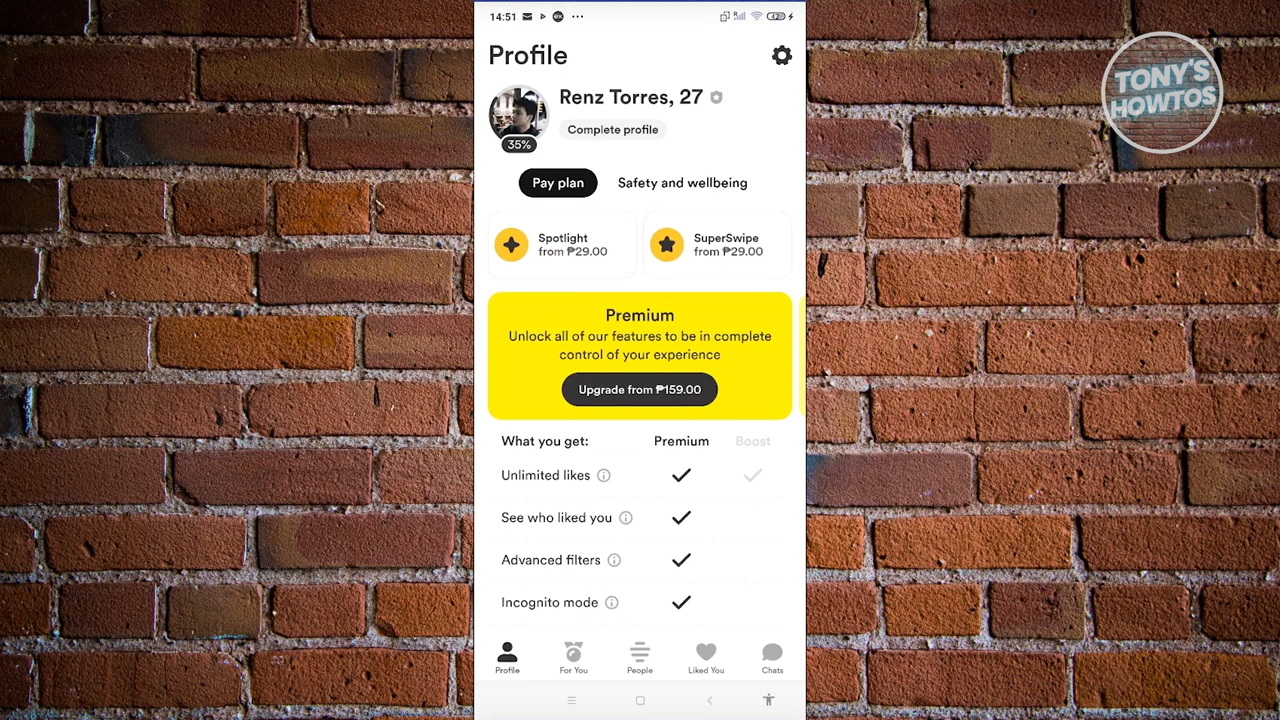 14:51
TONY'S
HOWTOS
Profile
Renz Torres, 27
Complete profile
35%
Pay plan
Safety and wellbeing
Spotlight
from ₱29.00
SuperSwipe
from ₱29.00
Premium
Unlock all of our features to be in complete
control of your experience
Upgrade from ₱159.00
What you get: Premium Boost
Unlimited likes
See who liked you
Advanced filters
Incognito mode
Profile
For You
People
Liked You
Chats